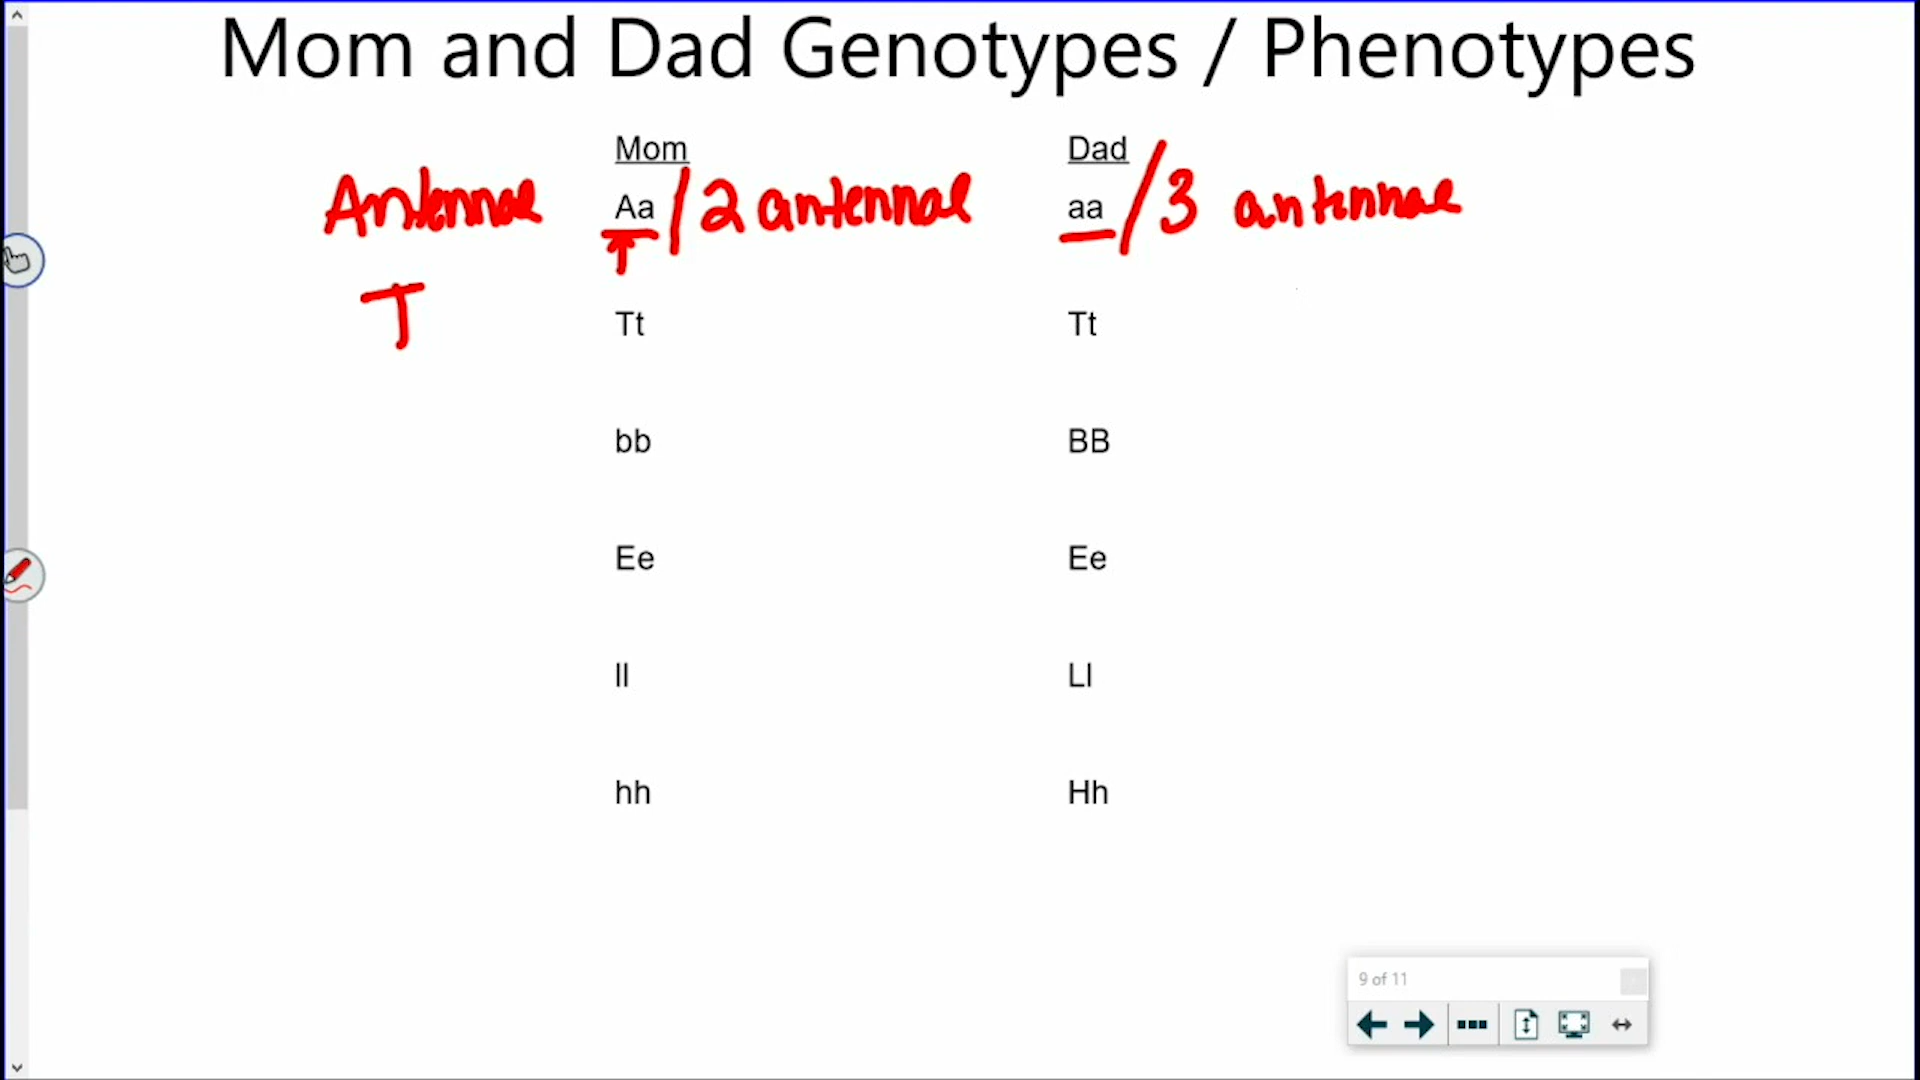 Mom and Dad Genotypes / Phenotypes
Mom Dad
Antennae Aa / 2 antennae aa / 3 antennae
T Tt Tt
bb BB
Ee Ee
ll Ll
hh Hh
9 of 11